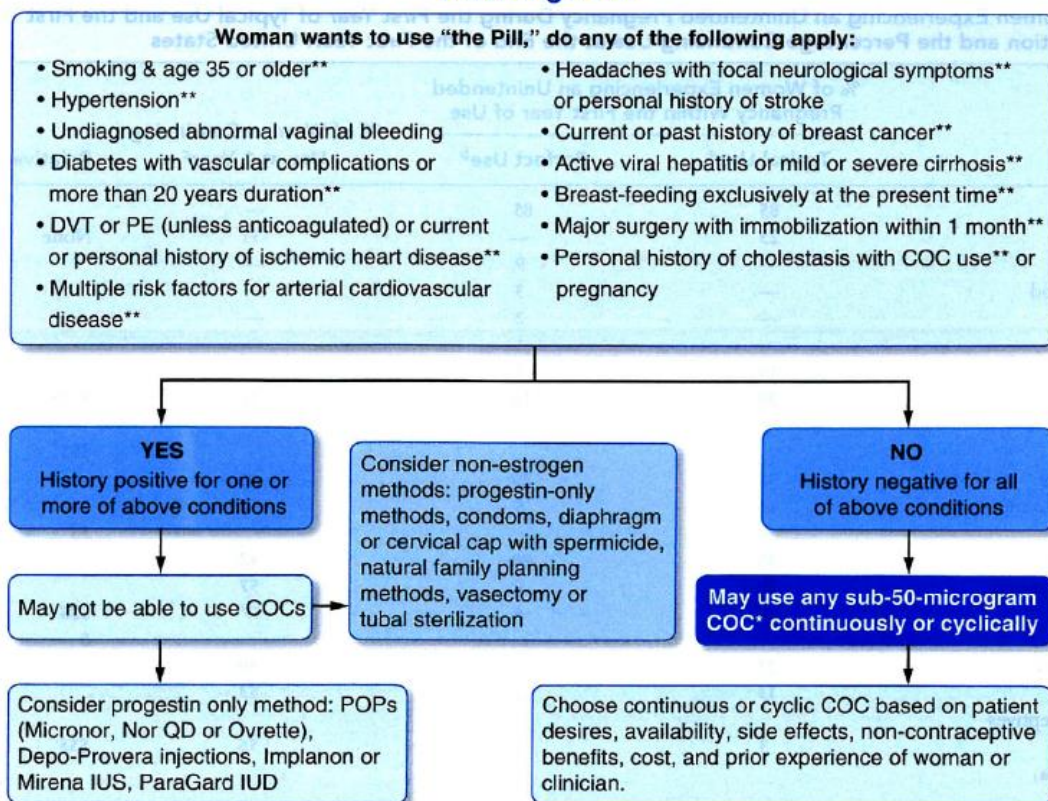 Woman wants to use “the Pill,” do any of the following apply:
• Smoking & age 35 or older**
• Hypertension**
• Undiagnosed abnormal vaginal bleeding
• Diabetes with vascular complications or
more than 20 years duration**
• DVT or PE (unless anticoagulated) or current
or personal history of ischemic heart disease**
• Multiple risk factors for arterial cardiovascular
disease**
• Headaches with focal neurological symptoms**
or personal history of stroke
• Current or past history of breast cancer**
• Active viral hepatitis or mild or severe cirrhosis**
• Breast-feeding exclusively at the present time**
• Major surgery with immobilization within 1 month**
• Personal history of cholestasis with COC use** or
pregnancy
YES
History positive for one or
more of above conditions
Consider non-estrogen
methods: progestin-only
methods, condoms, diaphragm
or cervical cap with spermicide,
natural family planning
methods, vasectomy or
tubal sterilization
NO
History negative for all
of above conditions
May not be able to use COCs
May use any sub-50-microgram
COC* continuously or cyclically
Consider progestin only method: POPs
(Micronor, Nor QD or Ovrette),
Depo-Provera injections, Implanon or
Mirena IUS, ParaGard IUD
Choose continuous or cyclic COC based on patient
desires, availability, side effects, non-contraceptive
benefits, cost, and prior experience of woman or
clinician.